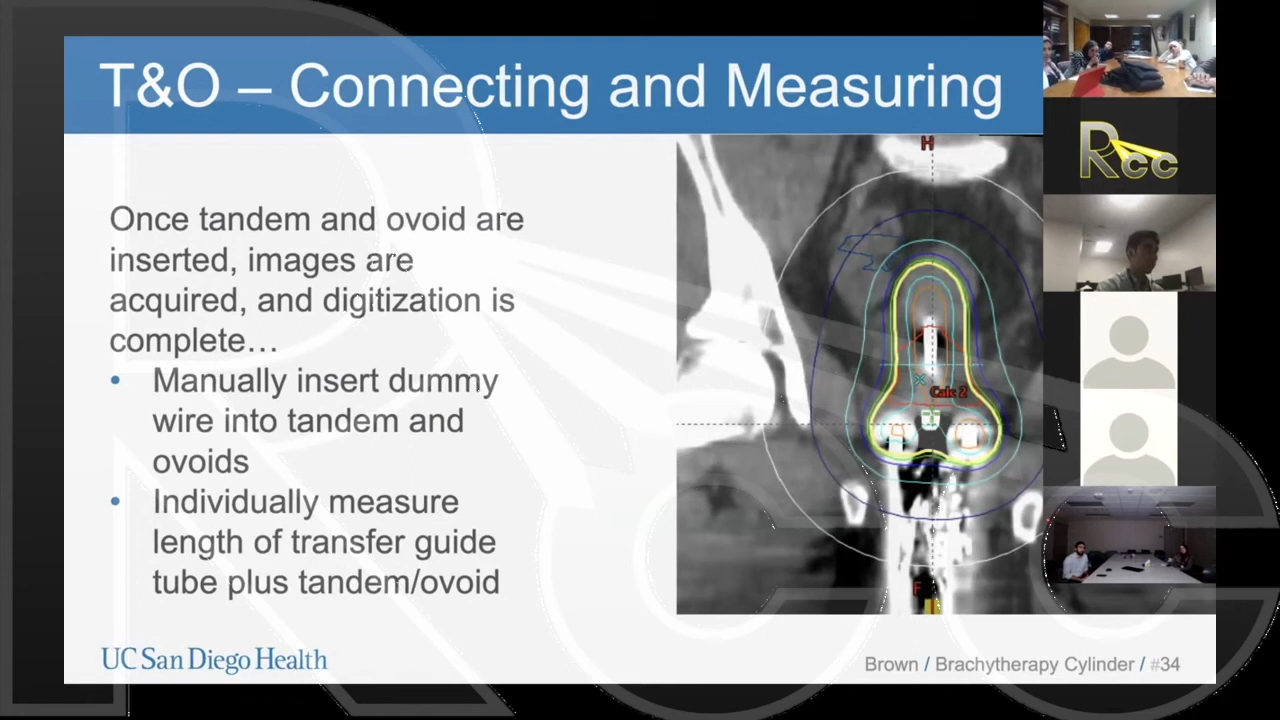 T&O – Connecting and Measuring
Once tandem and ovoid are
inserted, images are
acquired, and digitization is
complete…
• Manually insert dummy
wire into tandem and
ovoids
• Individually measure
length of transfer guide
tube plus tandem/ovoid
H
Calc 2
F
Rcc
UC San Diego Health
Brown / Brachytherapy Cylinder / #34